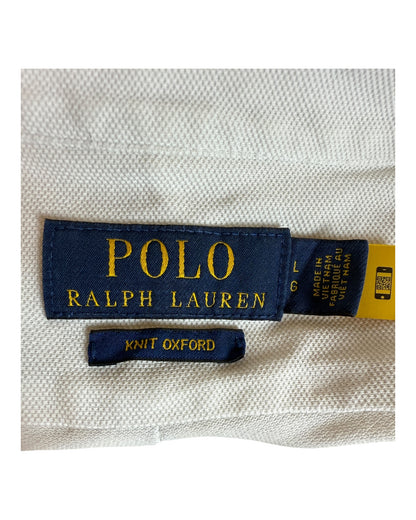 POLO
RALPH LAUREN
KNIT OXFORD
L
G
MADE IN
VIETNAM
FABRIQUÉ AU
VIET NAM